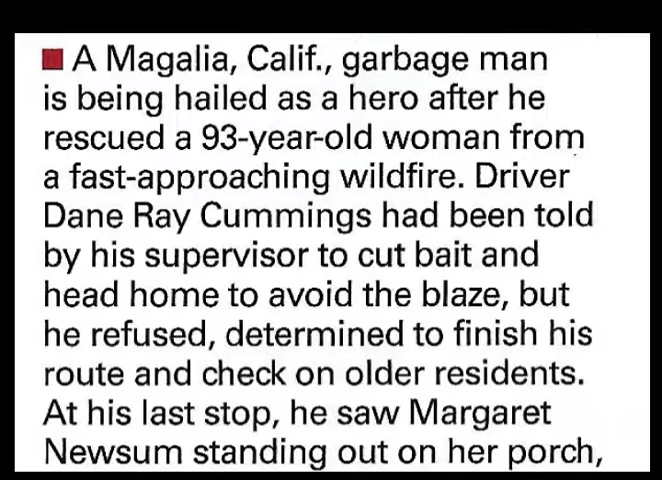 A Magalia, Calif., garbage man
is being hailed as a hero after he
rescued a 93-year-old woman from
a fast-approaching wildfire. Driver
Dane Ray Cummings had been told
by his supervisor to cut bait and
head home to avoid the blaze, but
he refused, determined to finish his
route and check on older residents.
At his last stop, he saw Margaret
Newsum standing out on her porch,